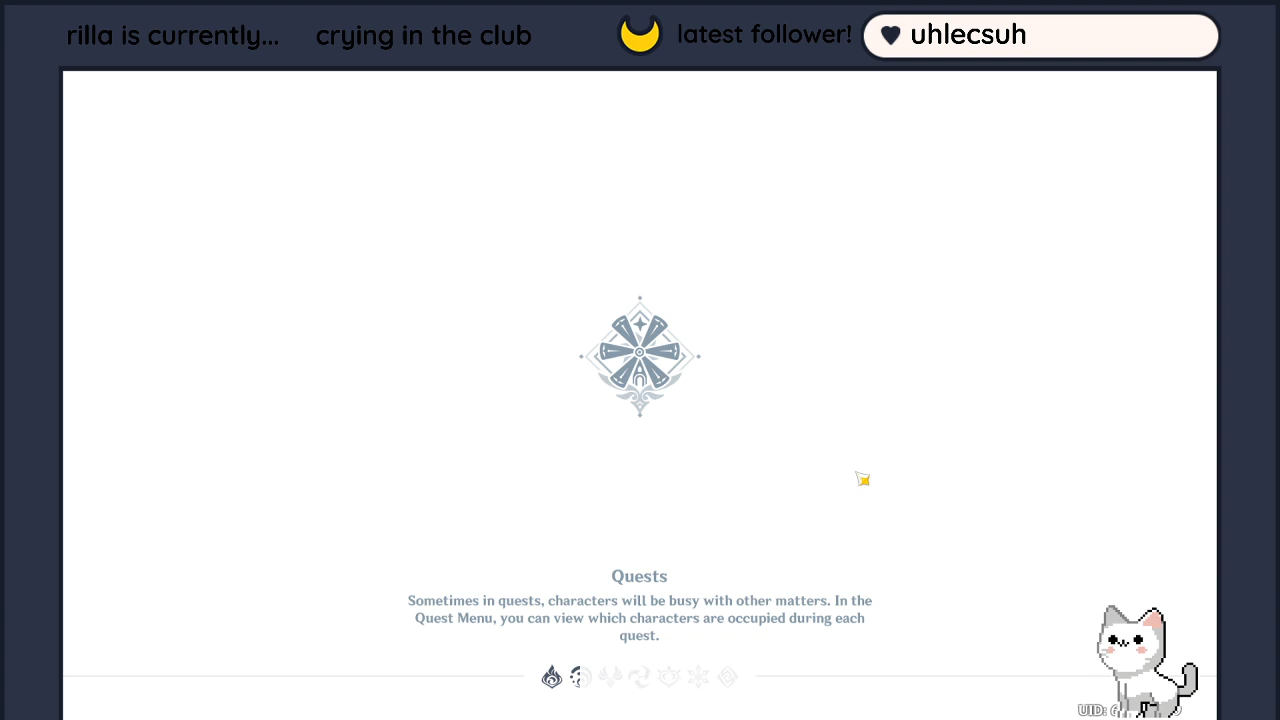 rilla is currently... crying in the club latest follower! uhlecsuh
Quests
Sometimes in quests, characters will be busy with other matters. In the
Quest Menu, you can view which characters are occupied during each
quest.
UID: